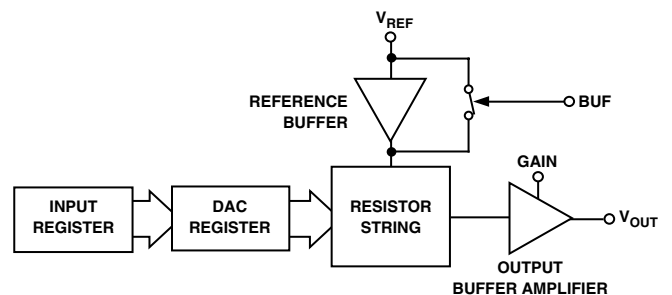 VREF
REFERENCE
BUFFER
BUF
GAIN
INPUT
REGISTER
DAC
REGISTER
RESISTOR
STRING
VOUT
OUTPUT
BUFFER AMPLIFIER